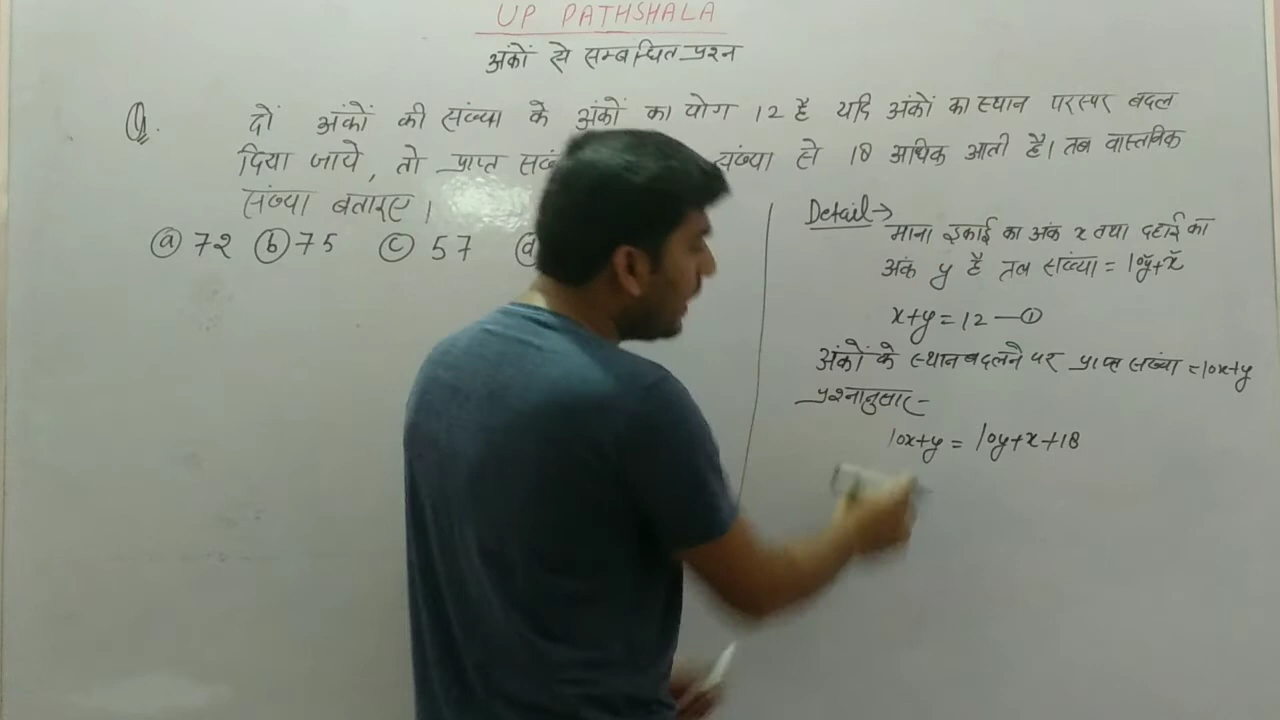 UP PATHSHALA
अंकों से सम्बन्धित प्रश्न
Q. दो अंकों की संख्या के अंकों का योग 12 है यदि अंकों का स्थान परस्पर बदल
दिया जाये, तो प्राप्त संख्या से 18 अधिक आती है। तब वास्तविक
संख्या बताइए।
(a) 72 (b) 75 (c) 57 (d)
Detail→
माना इकाई का अंक x तथा दहाई का
अंक y है तब संख्या = 10y+x
x+y=12—①
अंकों के स्थान बदलने पर प्राप्त संख्या =10x+y
प्रश्नानुसार-
10x+y = 10y+x+18